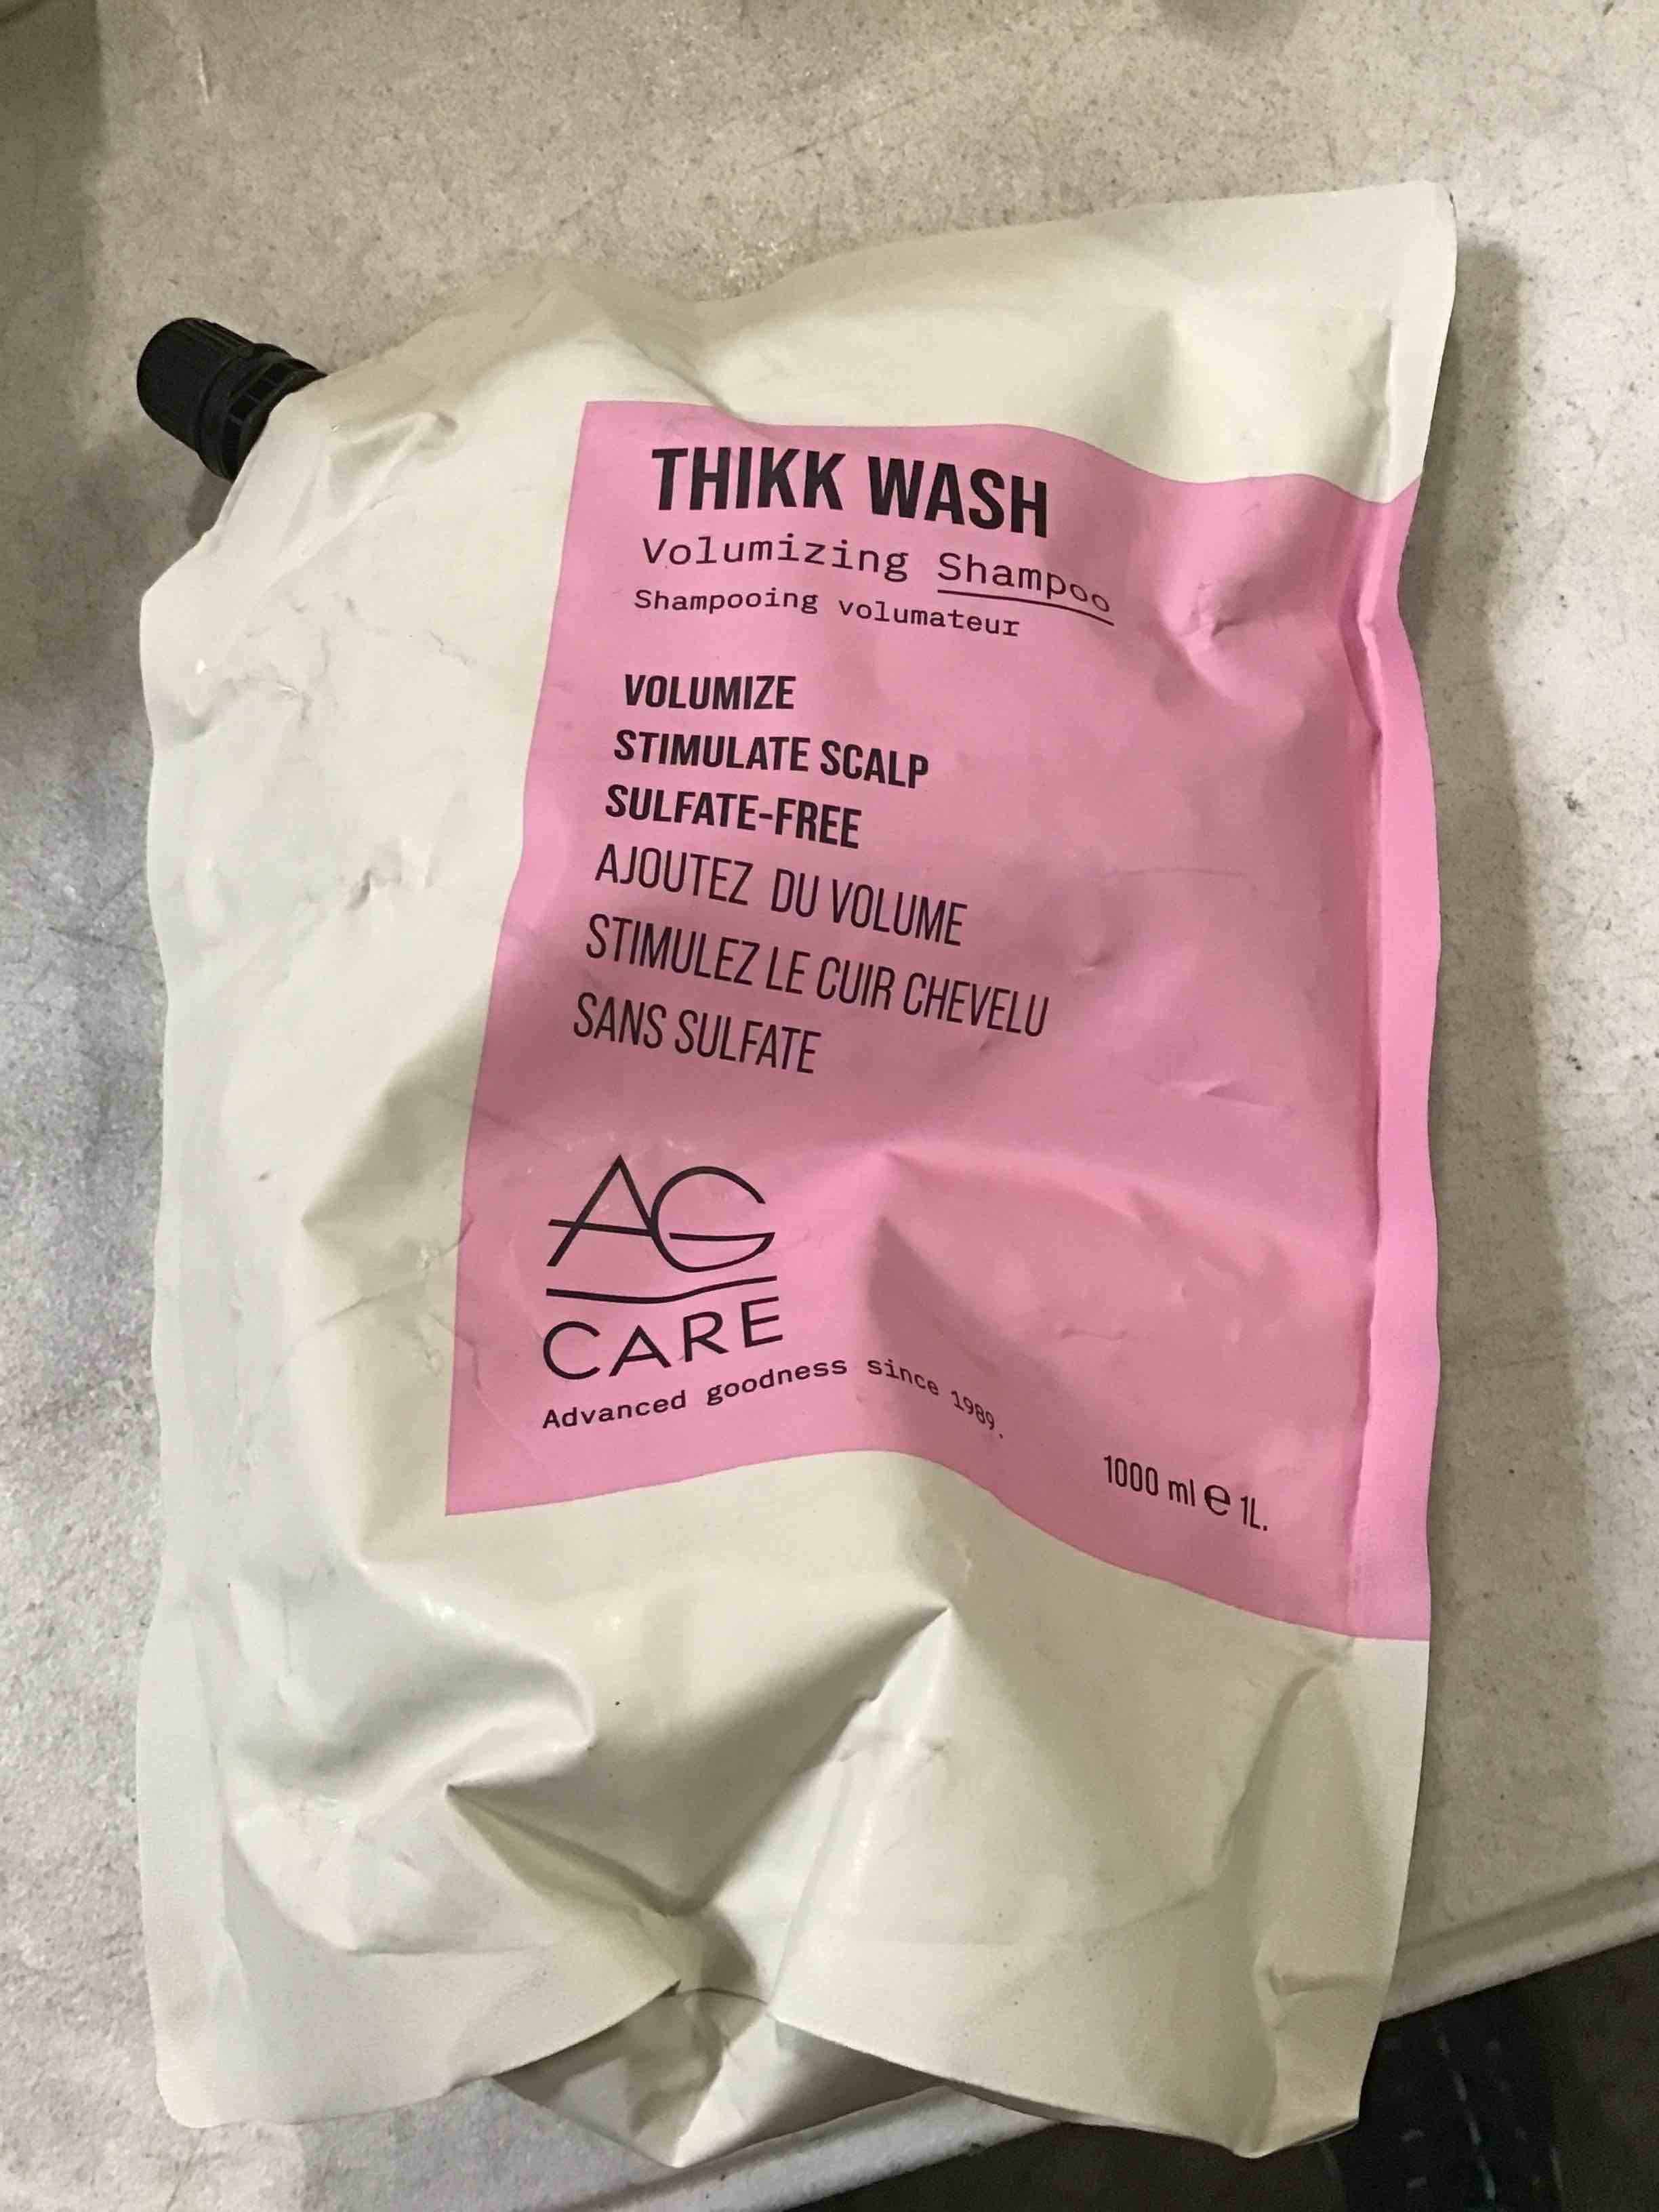 THIKK WASH
Volumizing Shampoo
Shampooing volumateur
VOLUMIZE
STIMULATE SCALP
SULFATE-FREE
AJOUTEZ DU VOLUME
STIMULEZ LE CUIR CHEVELU
SANS SULFATE
AG
CARE
Advanced goodness since 1989.
1000 ml ℮ 1L.